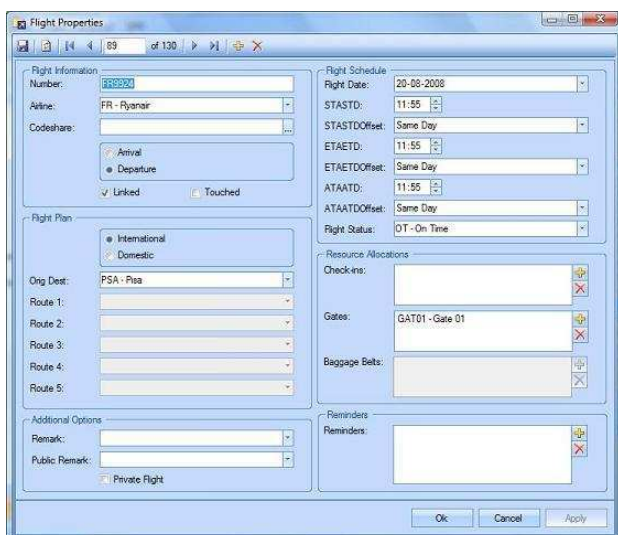 Flight Properties
89 of 130
Flight Information
Number: FR9924
Airline: FR - Ryanair
Codeshare:
...
Arrival
Departure
Linked Touched
Flight Plan
International
Domestic
Orig Dest: PSA - Pisa
Route 1:
Route 2:
Route 3:
Route 4:
Route 5:
Additional Options
Remark:
Public Remark:
Private Flight
Flight Schedule
Flight Date: 20-08-2008
STASTD: 11:55
STASTDOffset: Same Day
ETAETD: 11:55
ETAETDOffset: Same Day
ATAATD: 11:55
ATAATDOffset: Same Day
Flight Status: OT - On Time
Resource Allocations
Check-ins:
Gates: GAT01 - Gate 01
Baggage Belts:
Reminders
Reminders:
Ok Cancel Apply